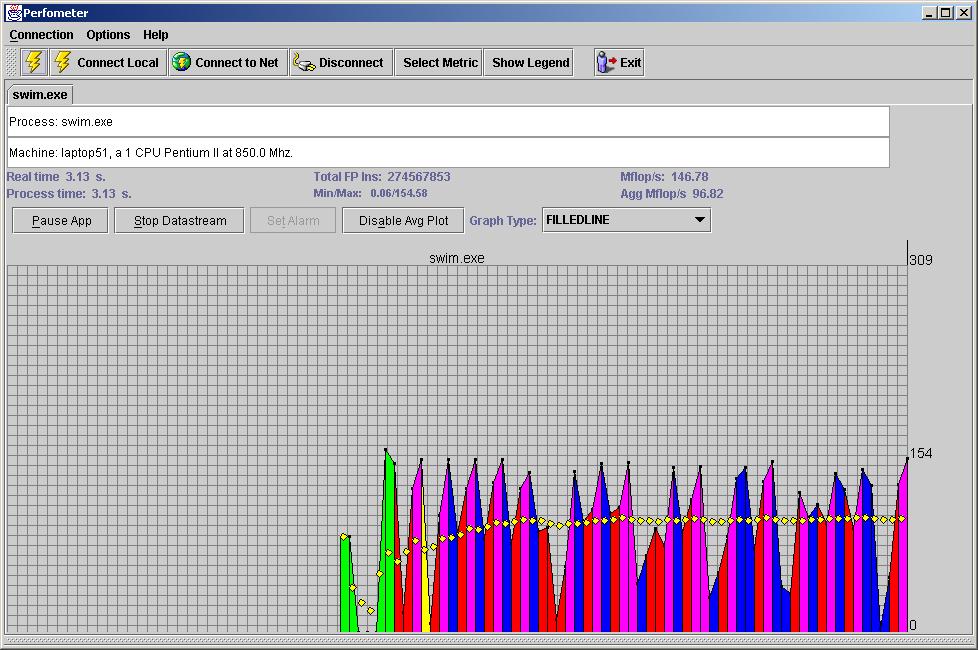 Perfometer
Connection Options Help
Connect Local Connect to Net Disconnect Select Metric Show Legend Exit
swim.exe
Process: swim.exe
Machine: laptop51, a 1 CPU Pentium II at 850.0 Mhz.
Real time 3.13 s. Total FP Ins: 274567853 Mflop/s: 146.78
Process time: 3.13 s. Min/Max: 0.06/154.58 Agg Mflop/s 96.82
Pause App Stop Datastream Set Alarm Disable Avg Plot Graph Type: FILLEDLINE
swim.exe 309
154
0